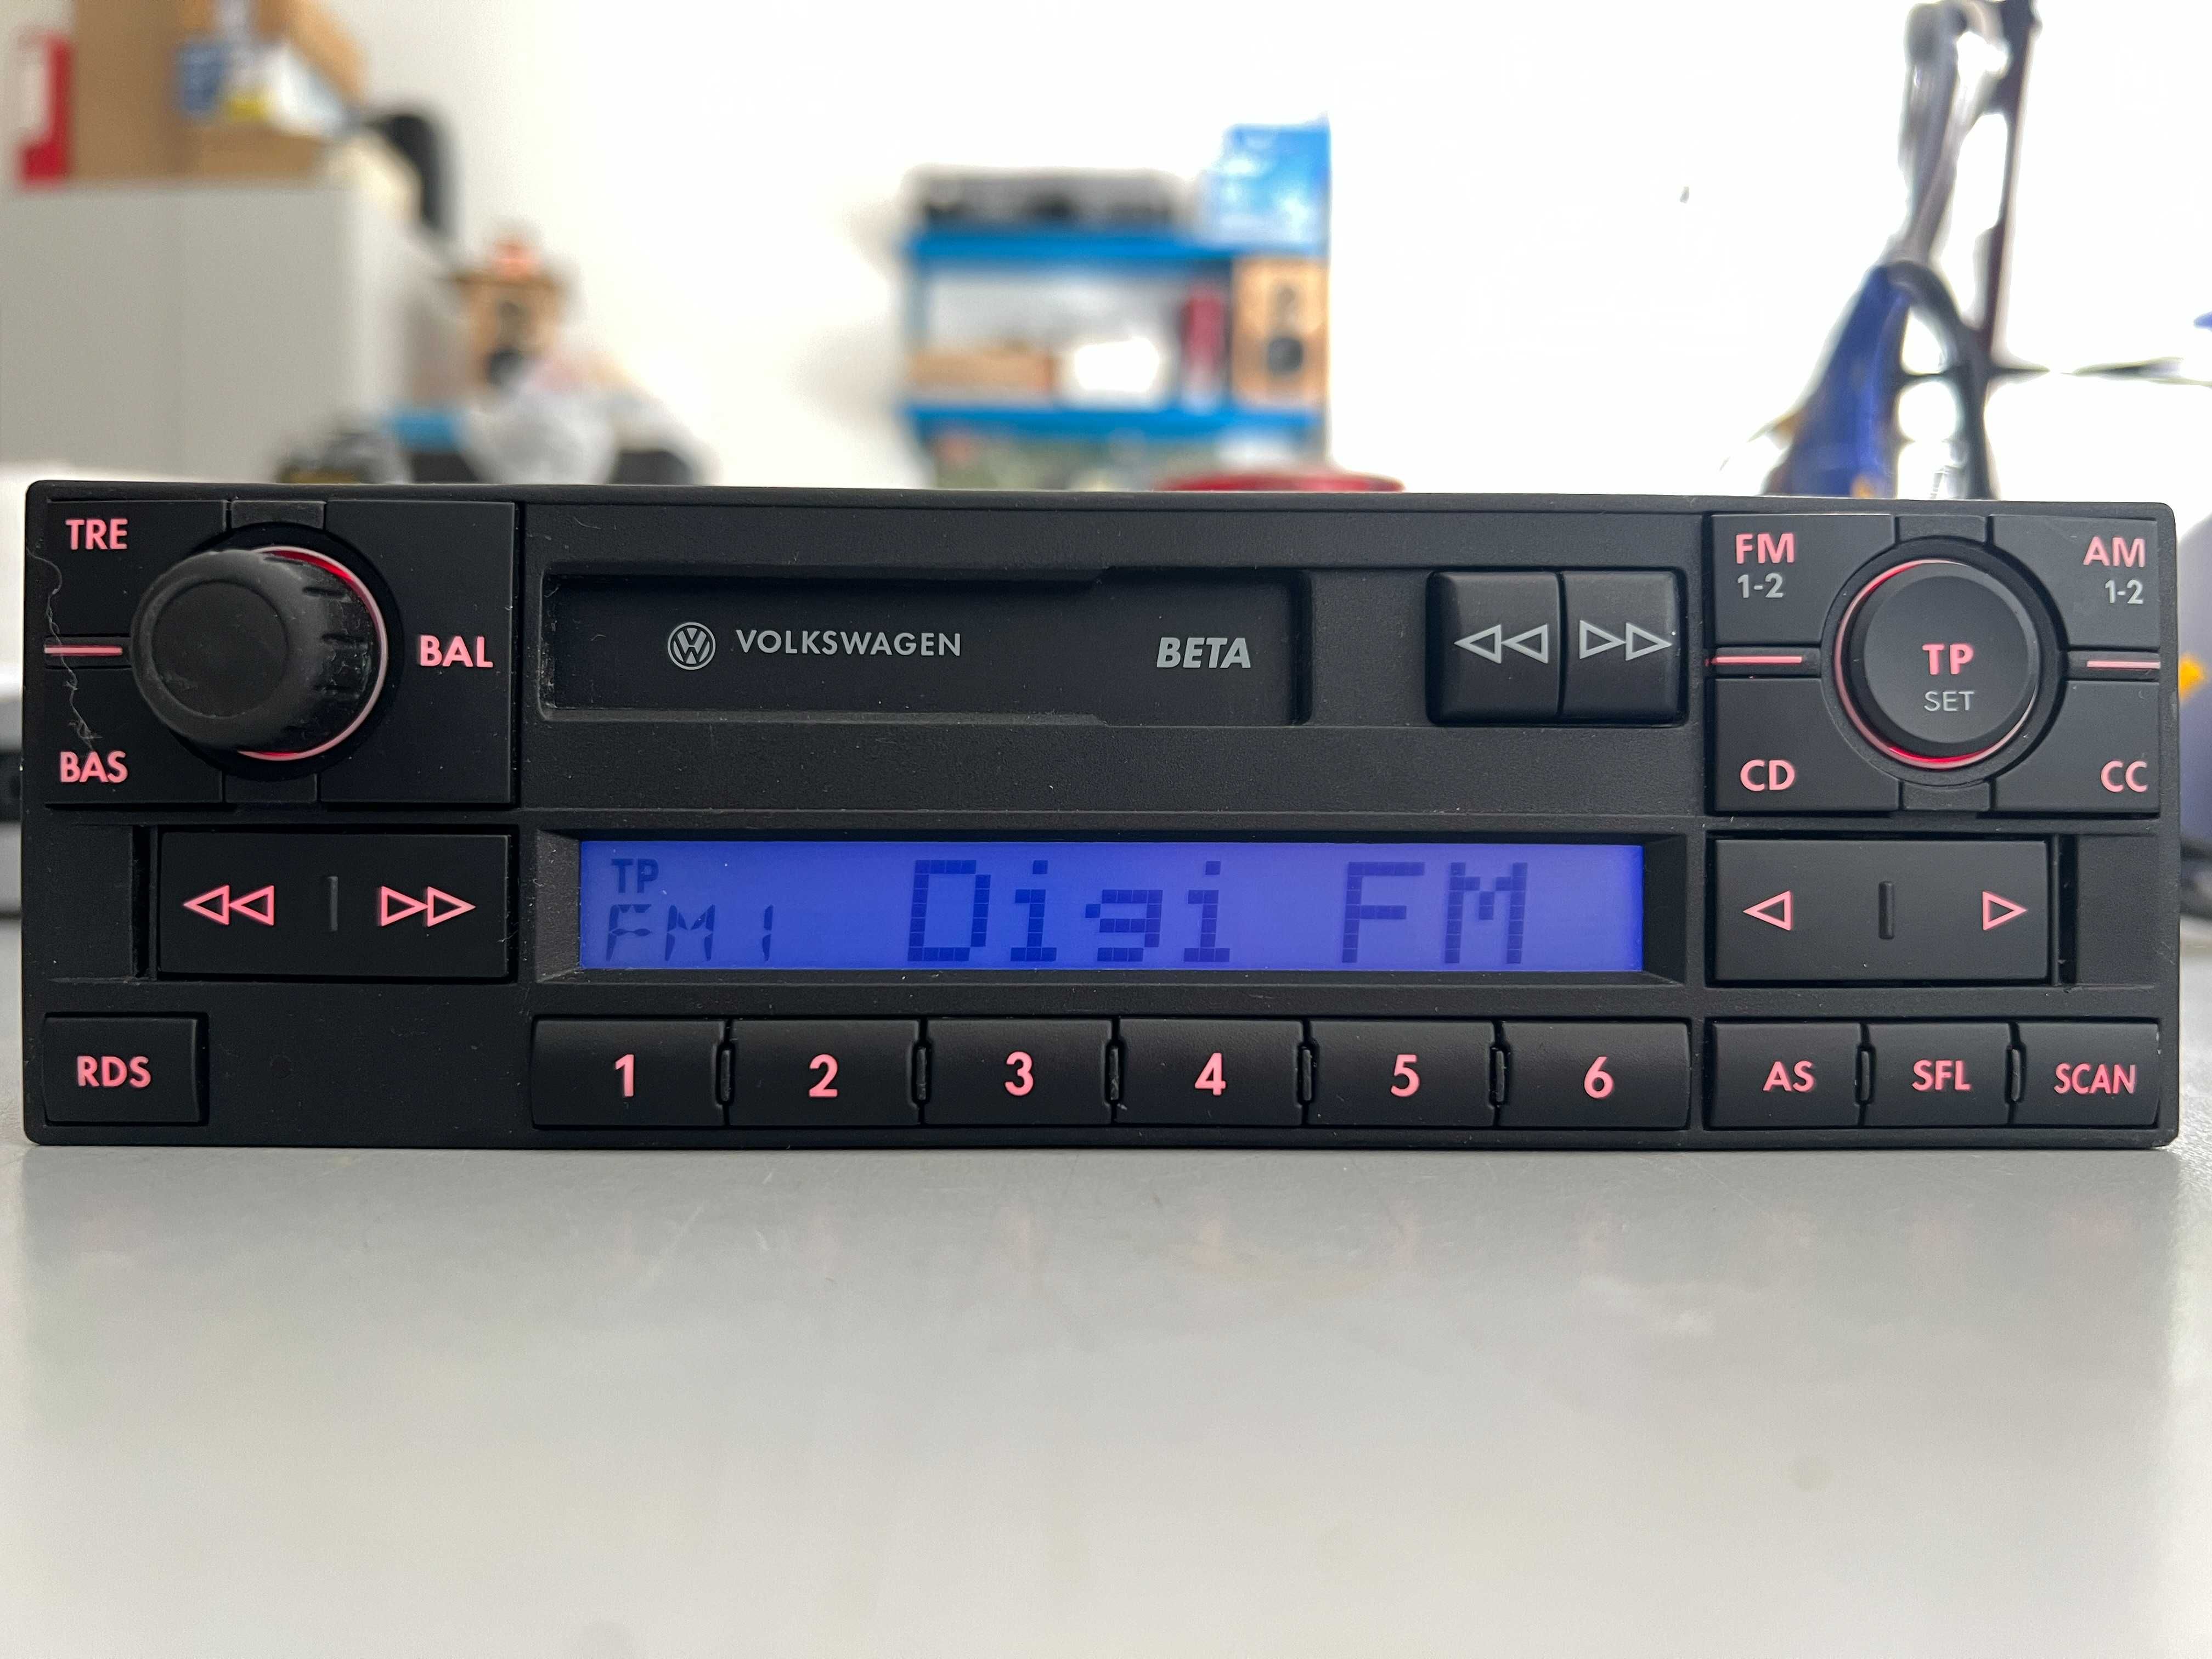 TRE
BAL
BAS
VOLKSWAGEN
BETA
FM
1-2
AM
1-2
TP
SET
CD
CC
TP
FM1 Digi FM
RDS
1 2 3 4 5 6
AS SFL SCAN